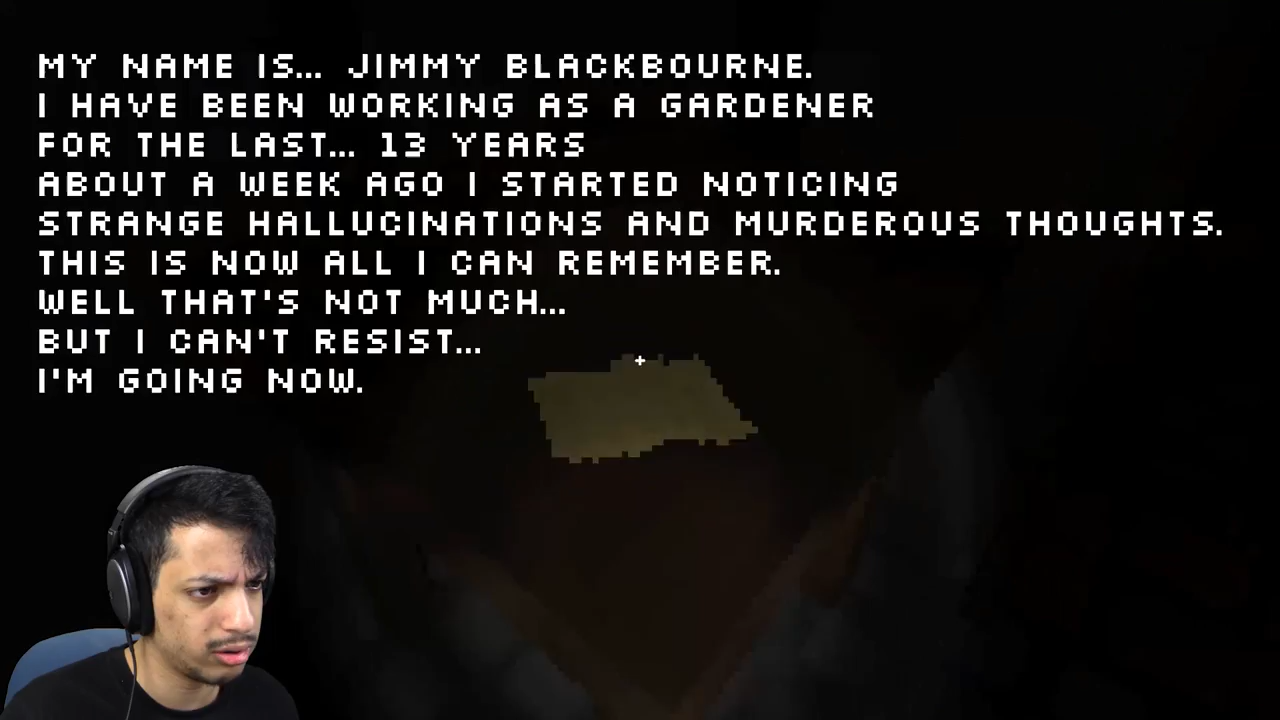 MY NAME IS... JIMMY BLACKBOURNE.
I HAVE BEEN WORKING AS A GARDENER
FOR THE LAST... 13 YEARS
ABOUT A WEEK AGO I STARTED NOTICING
STRANGE HALLUCINATIONS AND MURDEROUS THOUGHTS.
THIS IS NOW ALL I CAN REMEMBER.
WELL THAT'S NOT MUCH...
BUT I CAN'T RESIST...
I'M GOING NOW.